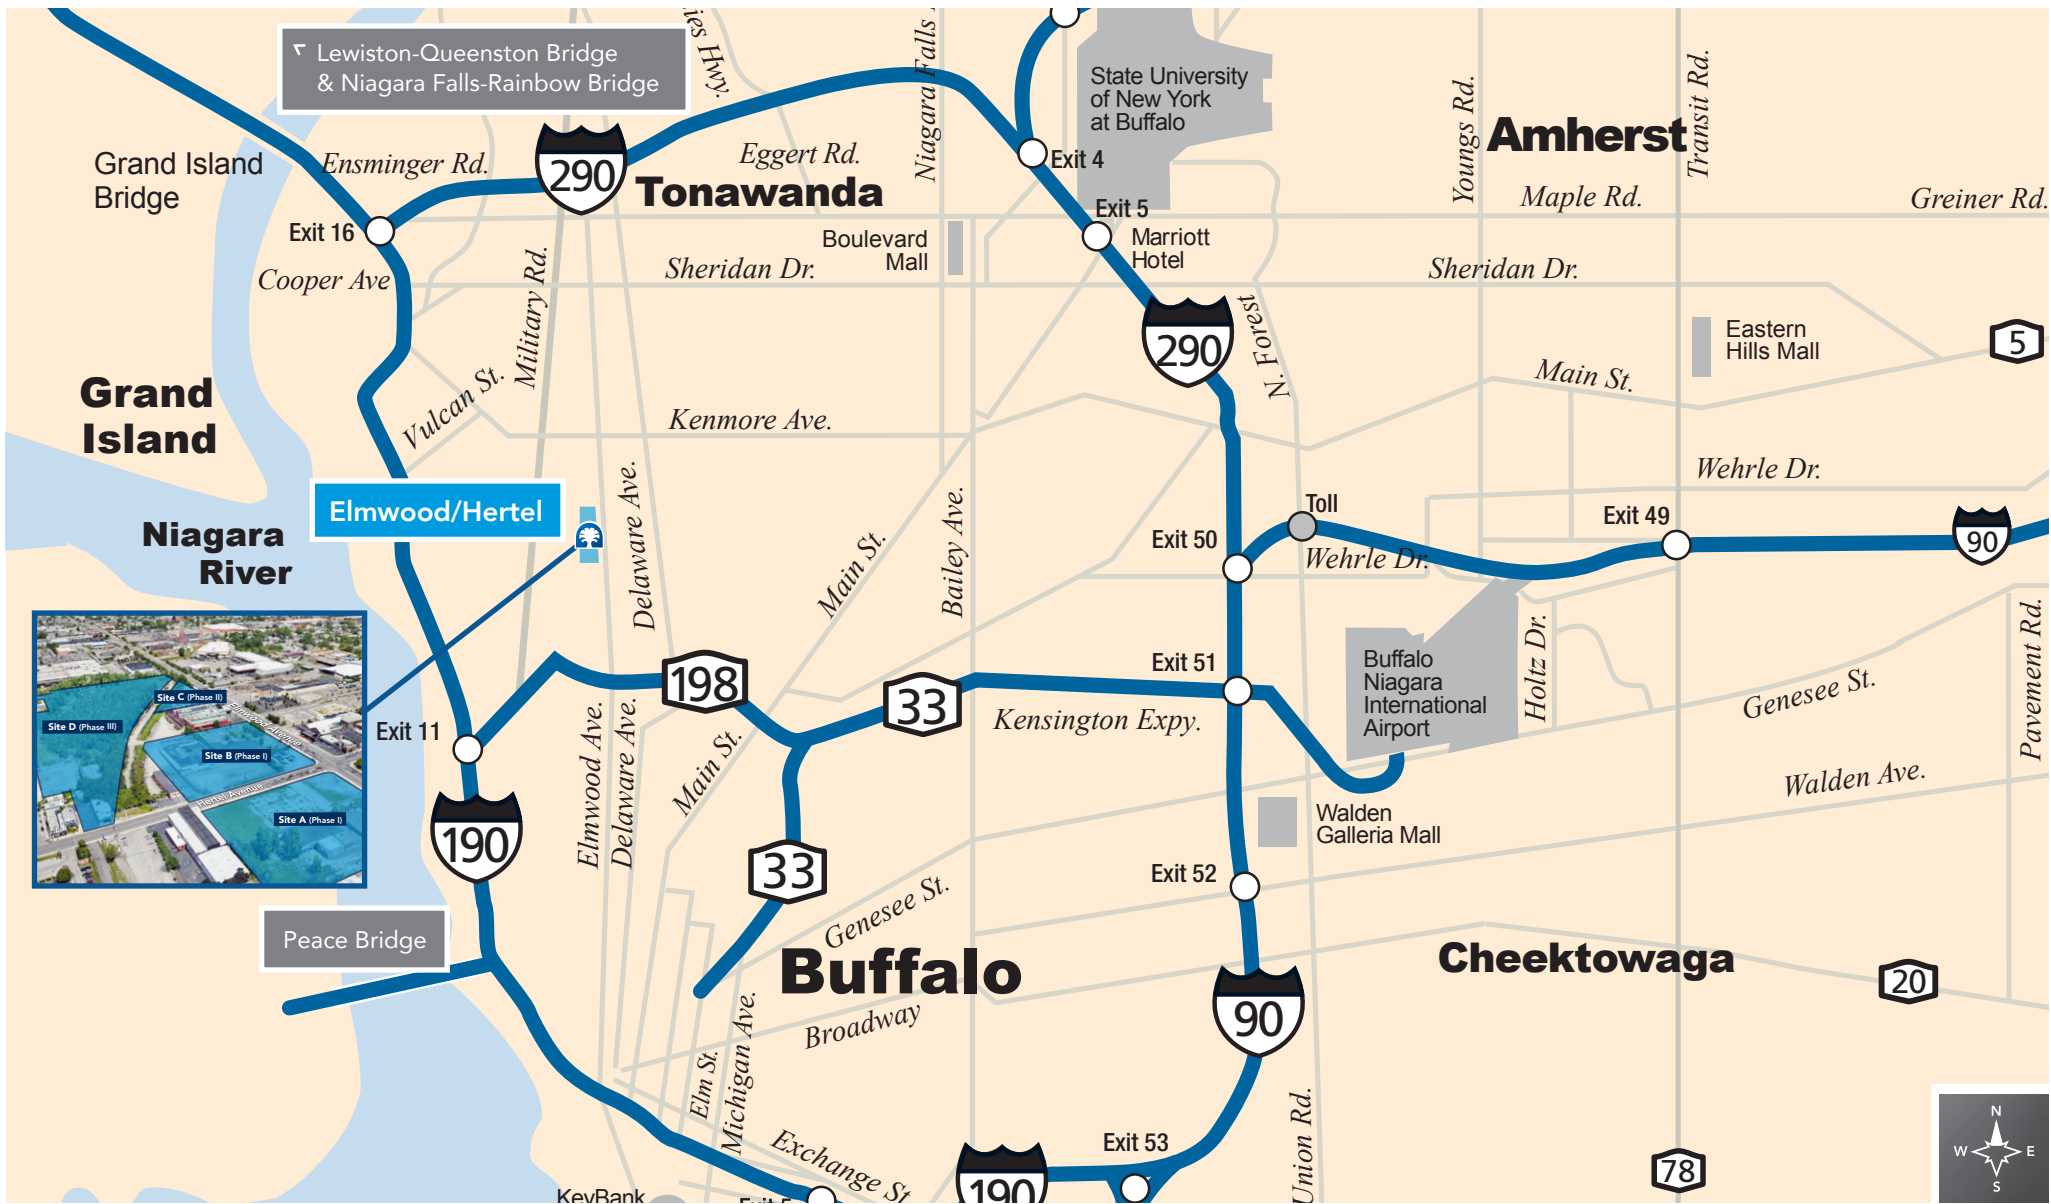 Lewiston-Queenston Bridge
& Niagara Falls-Rainbow Bridge
Niagara Falls
Hwy.
State University
of New York
at Buffalo
Youngs Rd.
Transit Rd.
Amherst
Grand Island
Bridge
Ensminger Rd.
290
Eggert Rd.
Exit 4
Tonawanda
Maple Rd.
Greiner Rd.
Exit 16
Exit 5
Boulevard
Mall
Marriott
Hotel
Cooper Ave
Military Rd.
Sheridan Dr.
Sheridan Dr.
290
N. Forest
Eastern
Hills Mall
5
Main St.
Grand
Island
Vulcan St.
Kenmore Ave.
Wehrle Dr.
Elmwood/Hertel
Delaware Ave.
Main St.
Bailey Ave.
Toll
Exit 50
Exit 49
90
Wehrle Dr.
Niagara
River
Site C (Phase II)
Site D (Phase III)
Elmwood Avenue
Site B (Phase I)
Hertel Avenue
Site A (Phase I)
198
33
Exit 51
Kensington Expy.
Buffalo
Niagara
International
Airport
Holtz Dr.
Genesee St.
Pavement Rd.
Exit 11
Elmwood Ave.
Delaware Ave.
Main St.
Walden Ave.
190
33
Walden
Galleria Mall
Exit 52
Genesee St.
Peace Bridge
Buffalo
Cheektowaga
20
Broadway
90
Elm St.
Michigan Ave.
Exchange St
Exit 53
Union Rd.
190
78
KeyBank
N
W E
S